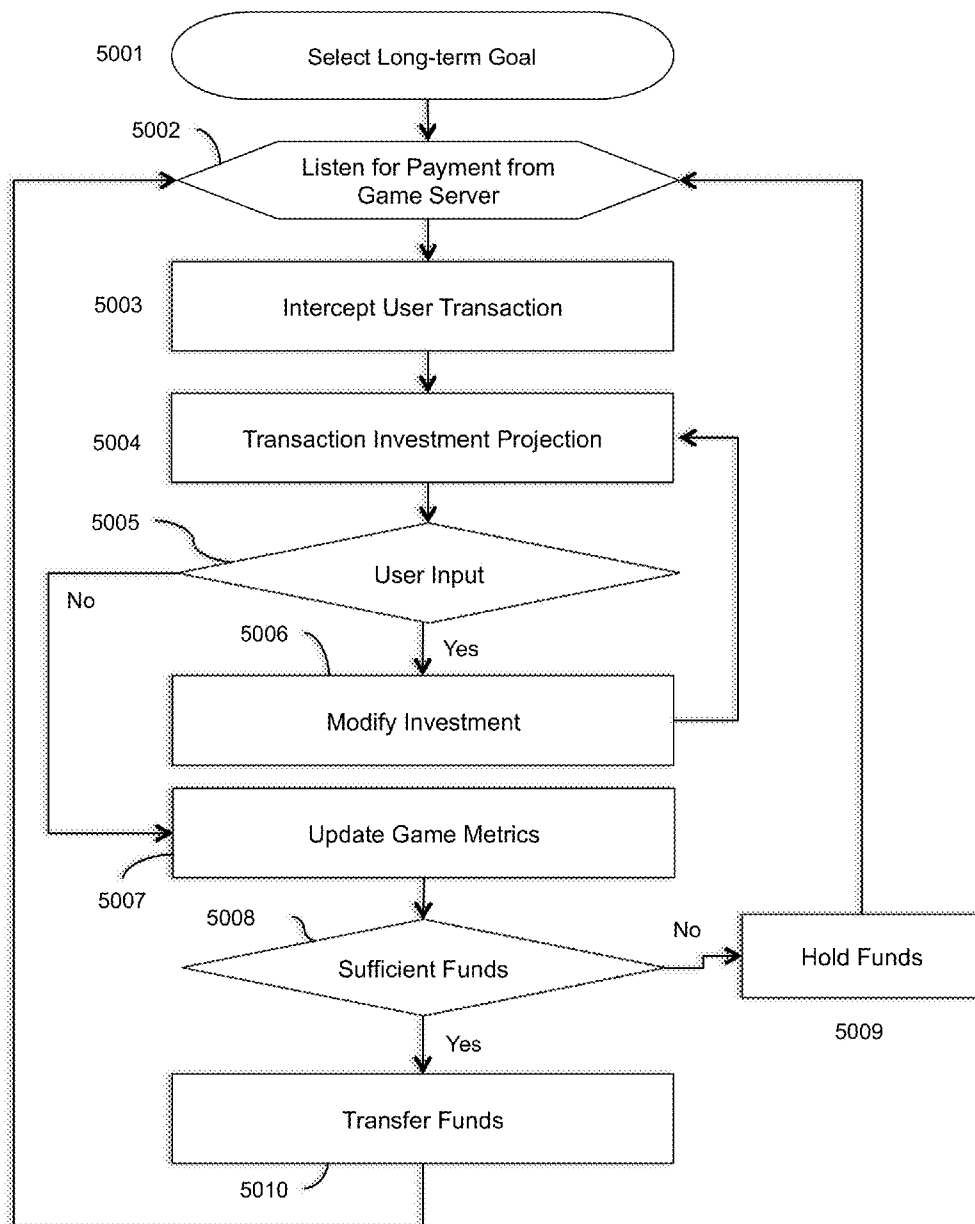 5001
Select Long-term Goal
5002
Listen for Payment from
Game Server
5003
Intercept User Transaction
5004
Transaction Investment Projection
5005
User Input
No
5006
Yes
Modify Investment
Update Game Metrics
5007
5008
Sufficient Funds
No
Hold Funds
5009
Yes
Transfer Funds
5010